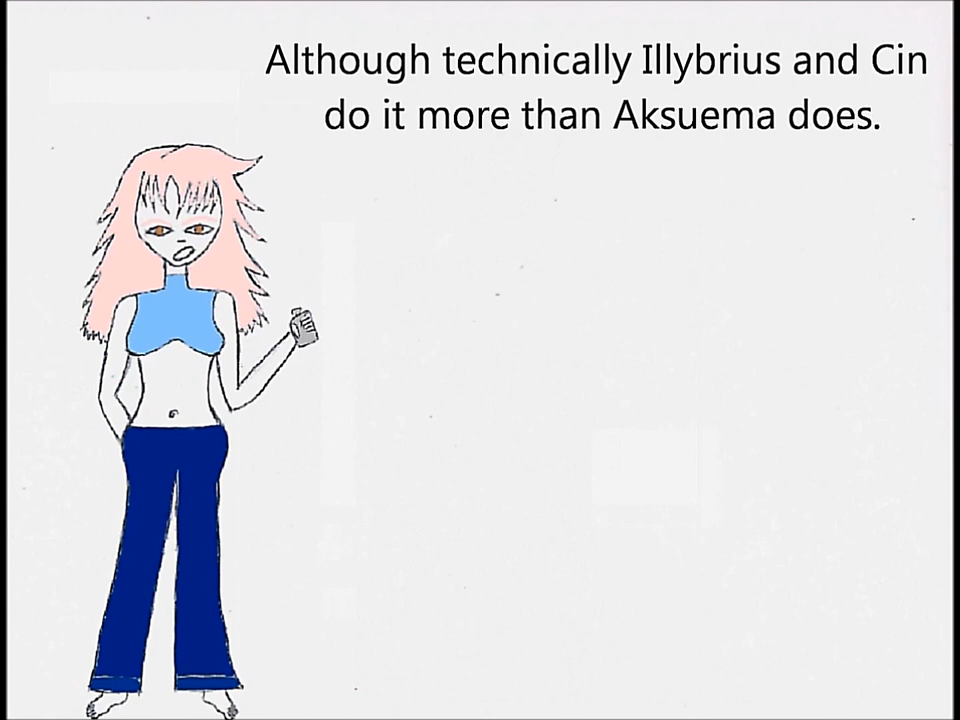 Although technically Illybrius and Cin
do it more than Aksuema does.